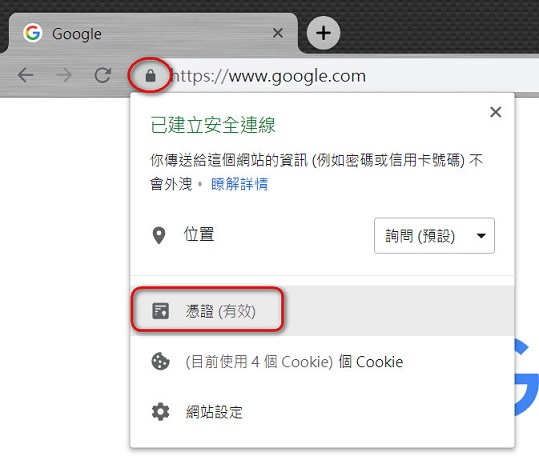 Google
https://www.google.com
已建立安全連線
你傳送給這個網站的資訊 (例如密碼或信用卡號碼) 不
會外洩。 瞭解詳情
位置
詢問 (預設)
憑證 (有效)
(目前使用 4 個 Cookie) 個 Cookie
網站設定